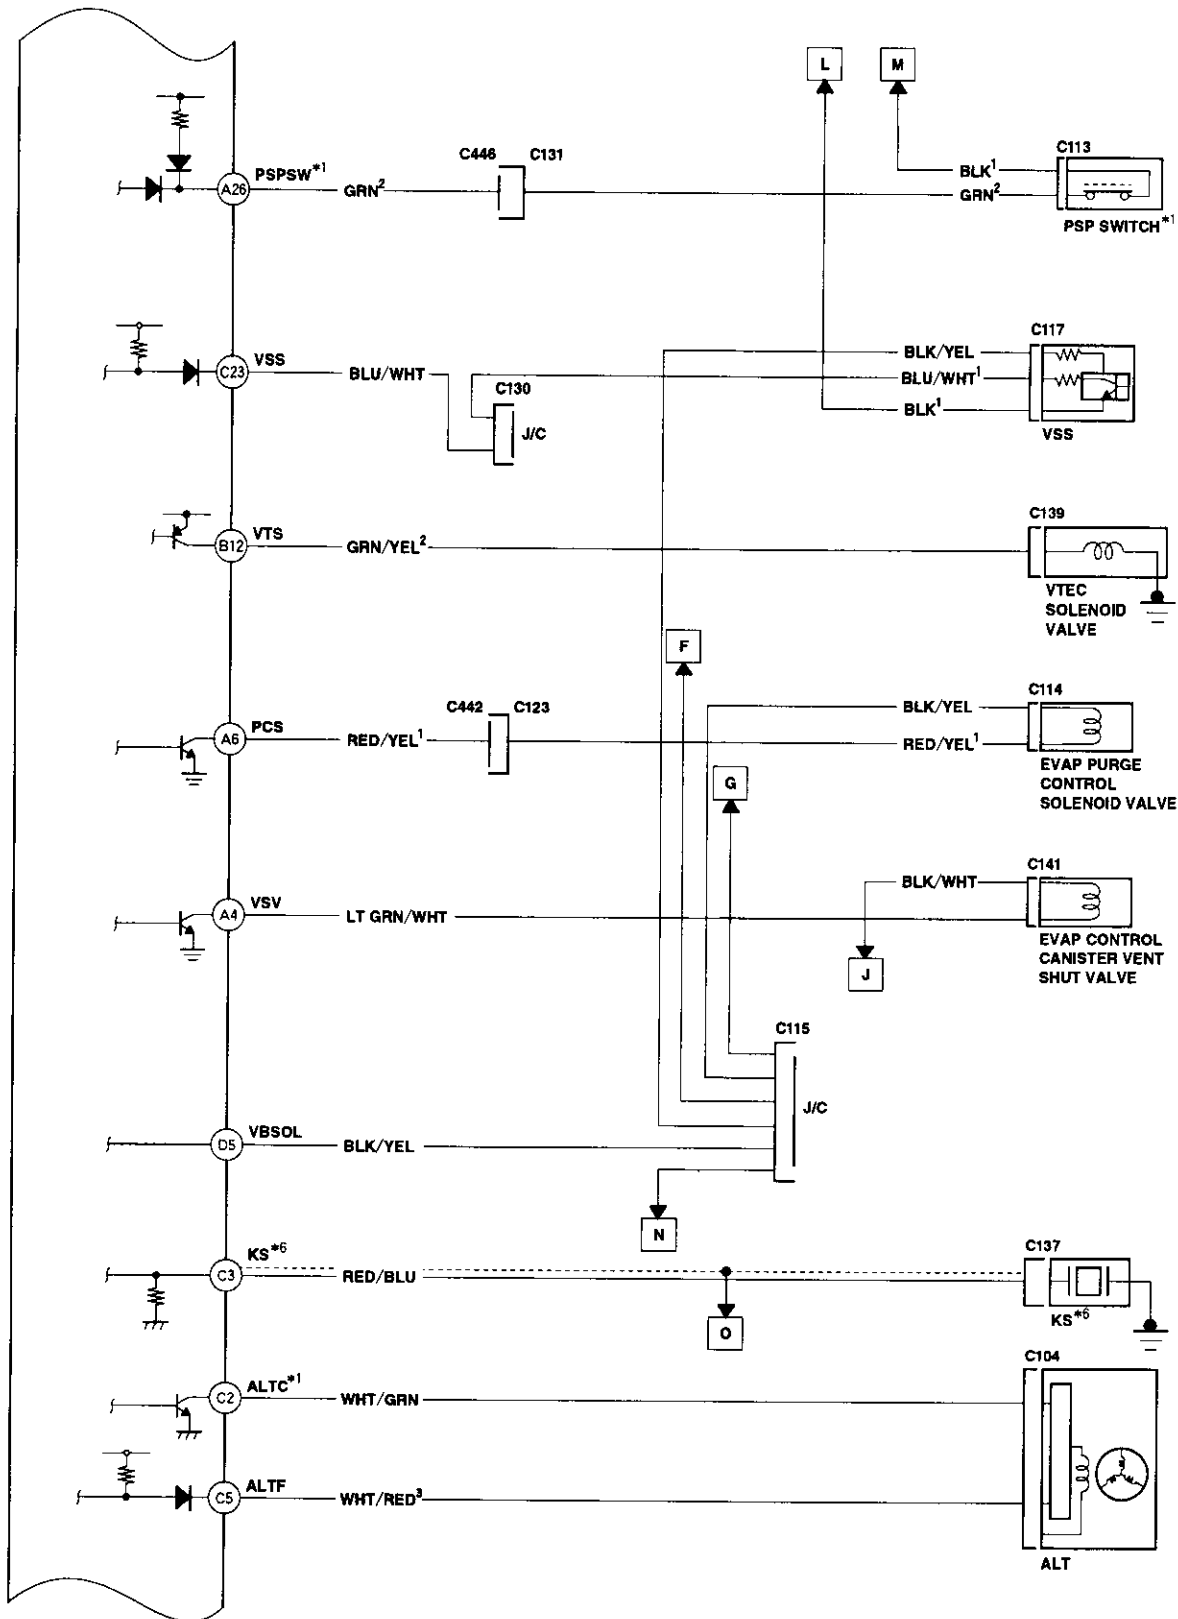 L M
C446 C131 C113
PSPSW*1
A26
GRN2
BLK1
GRN2
PSP SWITCH*1
C117
VSS
C23
BLU/WHT
C130
J/C
BLK/YEL
BLU/WHT1
BLK1
VSS
C139
VTS
B12
GRN/YEL2
VTEC
SOLENOID
VALVE
F
C114
PCS
A6
RED/YEL1
C442 C123
BLK/YEL
RED/YEL1
EVAP PURGE
CONTROL
SOLENOID VALVE
G
C141
VSV
A4
LT GRN/WHT
BLK/WHT
EVAP CONTROL
CANISTER VENT
SHUT VALVE
J
C115
J/C
VBSOL
D5
BLK/YEL
N
KS*6
C3
RED/BLU
O
C137
KS*6
C104
ALTC*1
C2
WHT/GRN
ALTF
C5
WHT/RED3
ALT